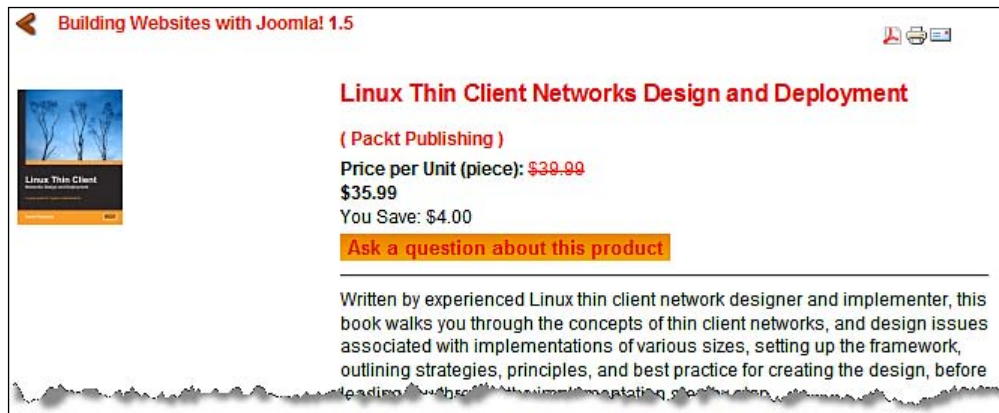 Building Websites with Joomla! 1.5
Linux Thin Client Networks Design and Deployment
( Packt Publishing )
Linux Thin Client
Price per Unit (piece): $39.99
$35.99
You Save: $4.00
Ask a question about this product
Written by experienced Linux thin client network designer and implementer, this
book walks you through the concepts of thin client networks, and design issues
associated with implementations of various sizes, setting up the framework,
outlining strategies, principles, and best practice for creating the design, before